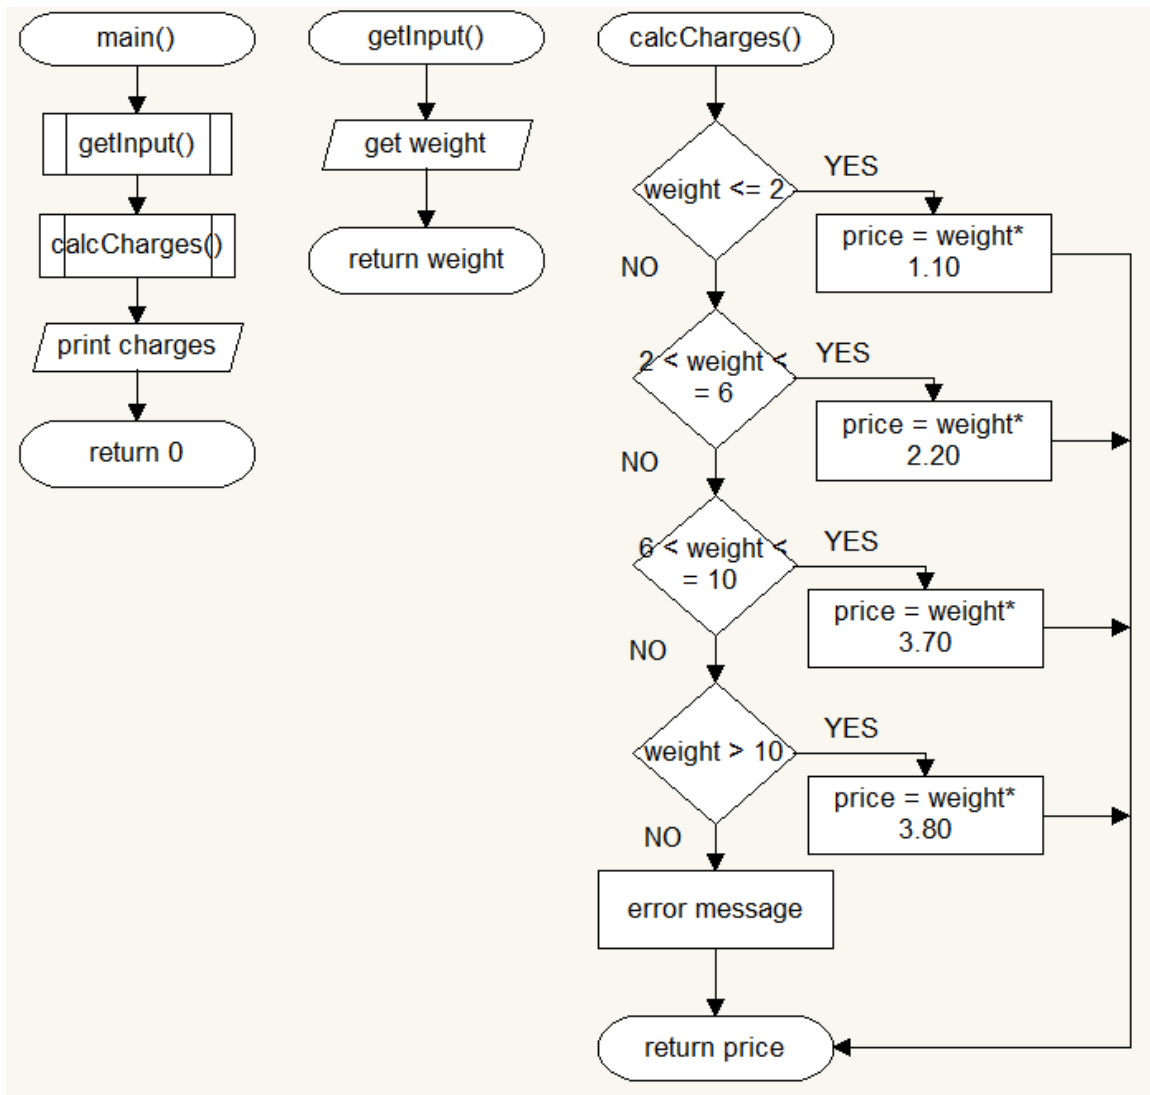 main()
getInput()
calcCharges()
print charges
return 0
getInput()
get weight
return weight
calcCharges()
weight <= 2
YES
price = weight*
1.10
NO
2 < weight <
= 6
YES
price = weight*
2.20
NO
6 < weight <
= 10
YES
price = weight*
3.70
NO
weight > 10
YES
price = weight*
3.80
NO
error message
return price